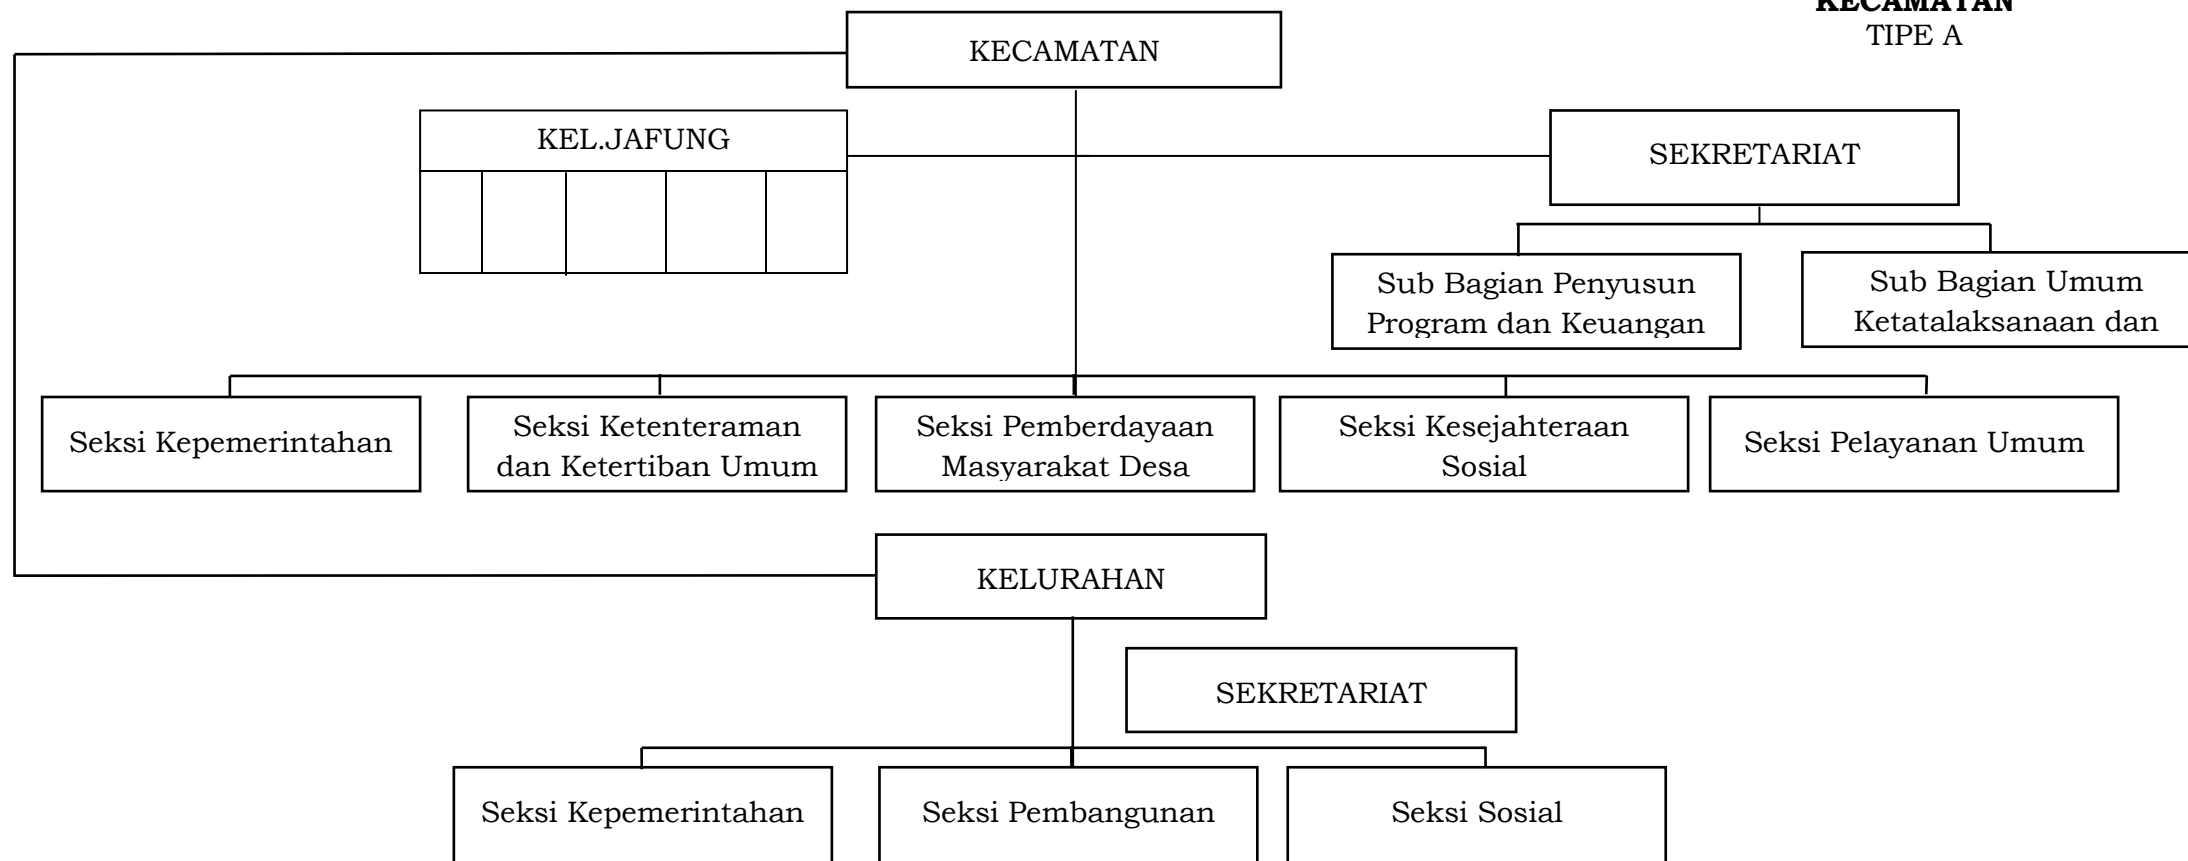 KECAMATAN
TIPE A
KECAMATAN
KEL.JAFUNG
SEKRETARIAT
Sub Bagian Penyusun
Program dan Keuangan
Sub Bagian Umum
Ketatalaksanaan dan
Seksi Kepemerintahan
Seksi Ketenteraman
dan Ketertiban Umum
Seksi Pemberdayaan
Masyarakat Desa
Seksi Kesejahteraan
Sosial
Seksi Pelayanan Umum
KELURAHAN
SEKRETARIAT
Seksi Kepemerintahan
Seksi Pembangunan
Seksi Sosial